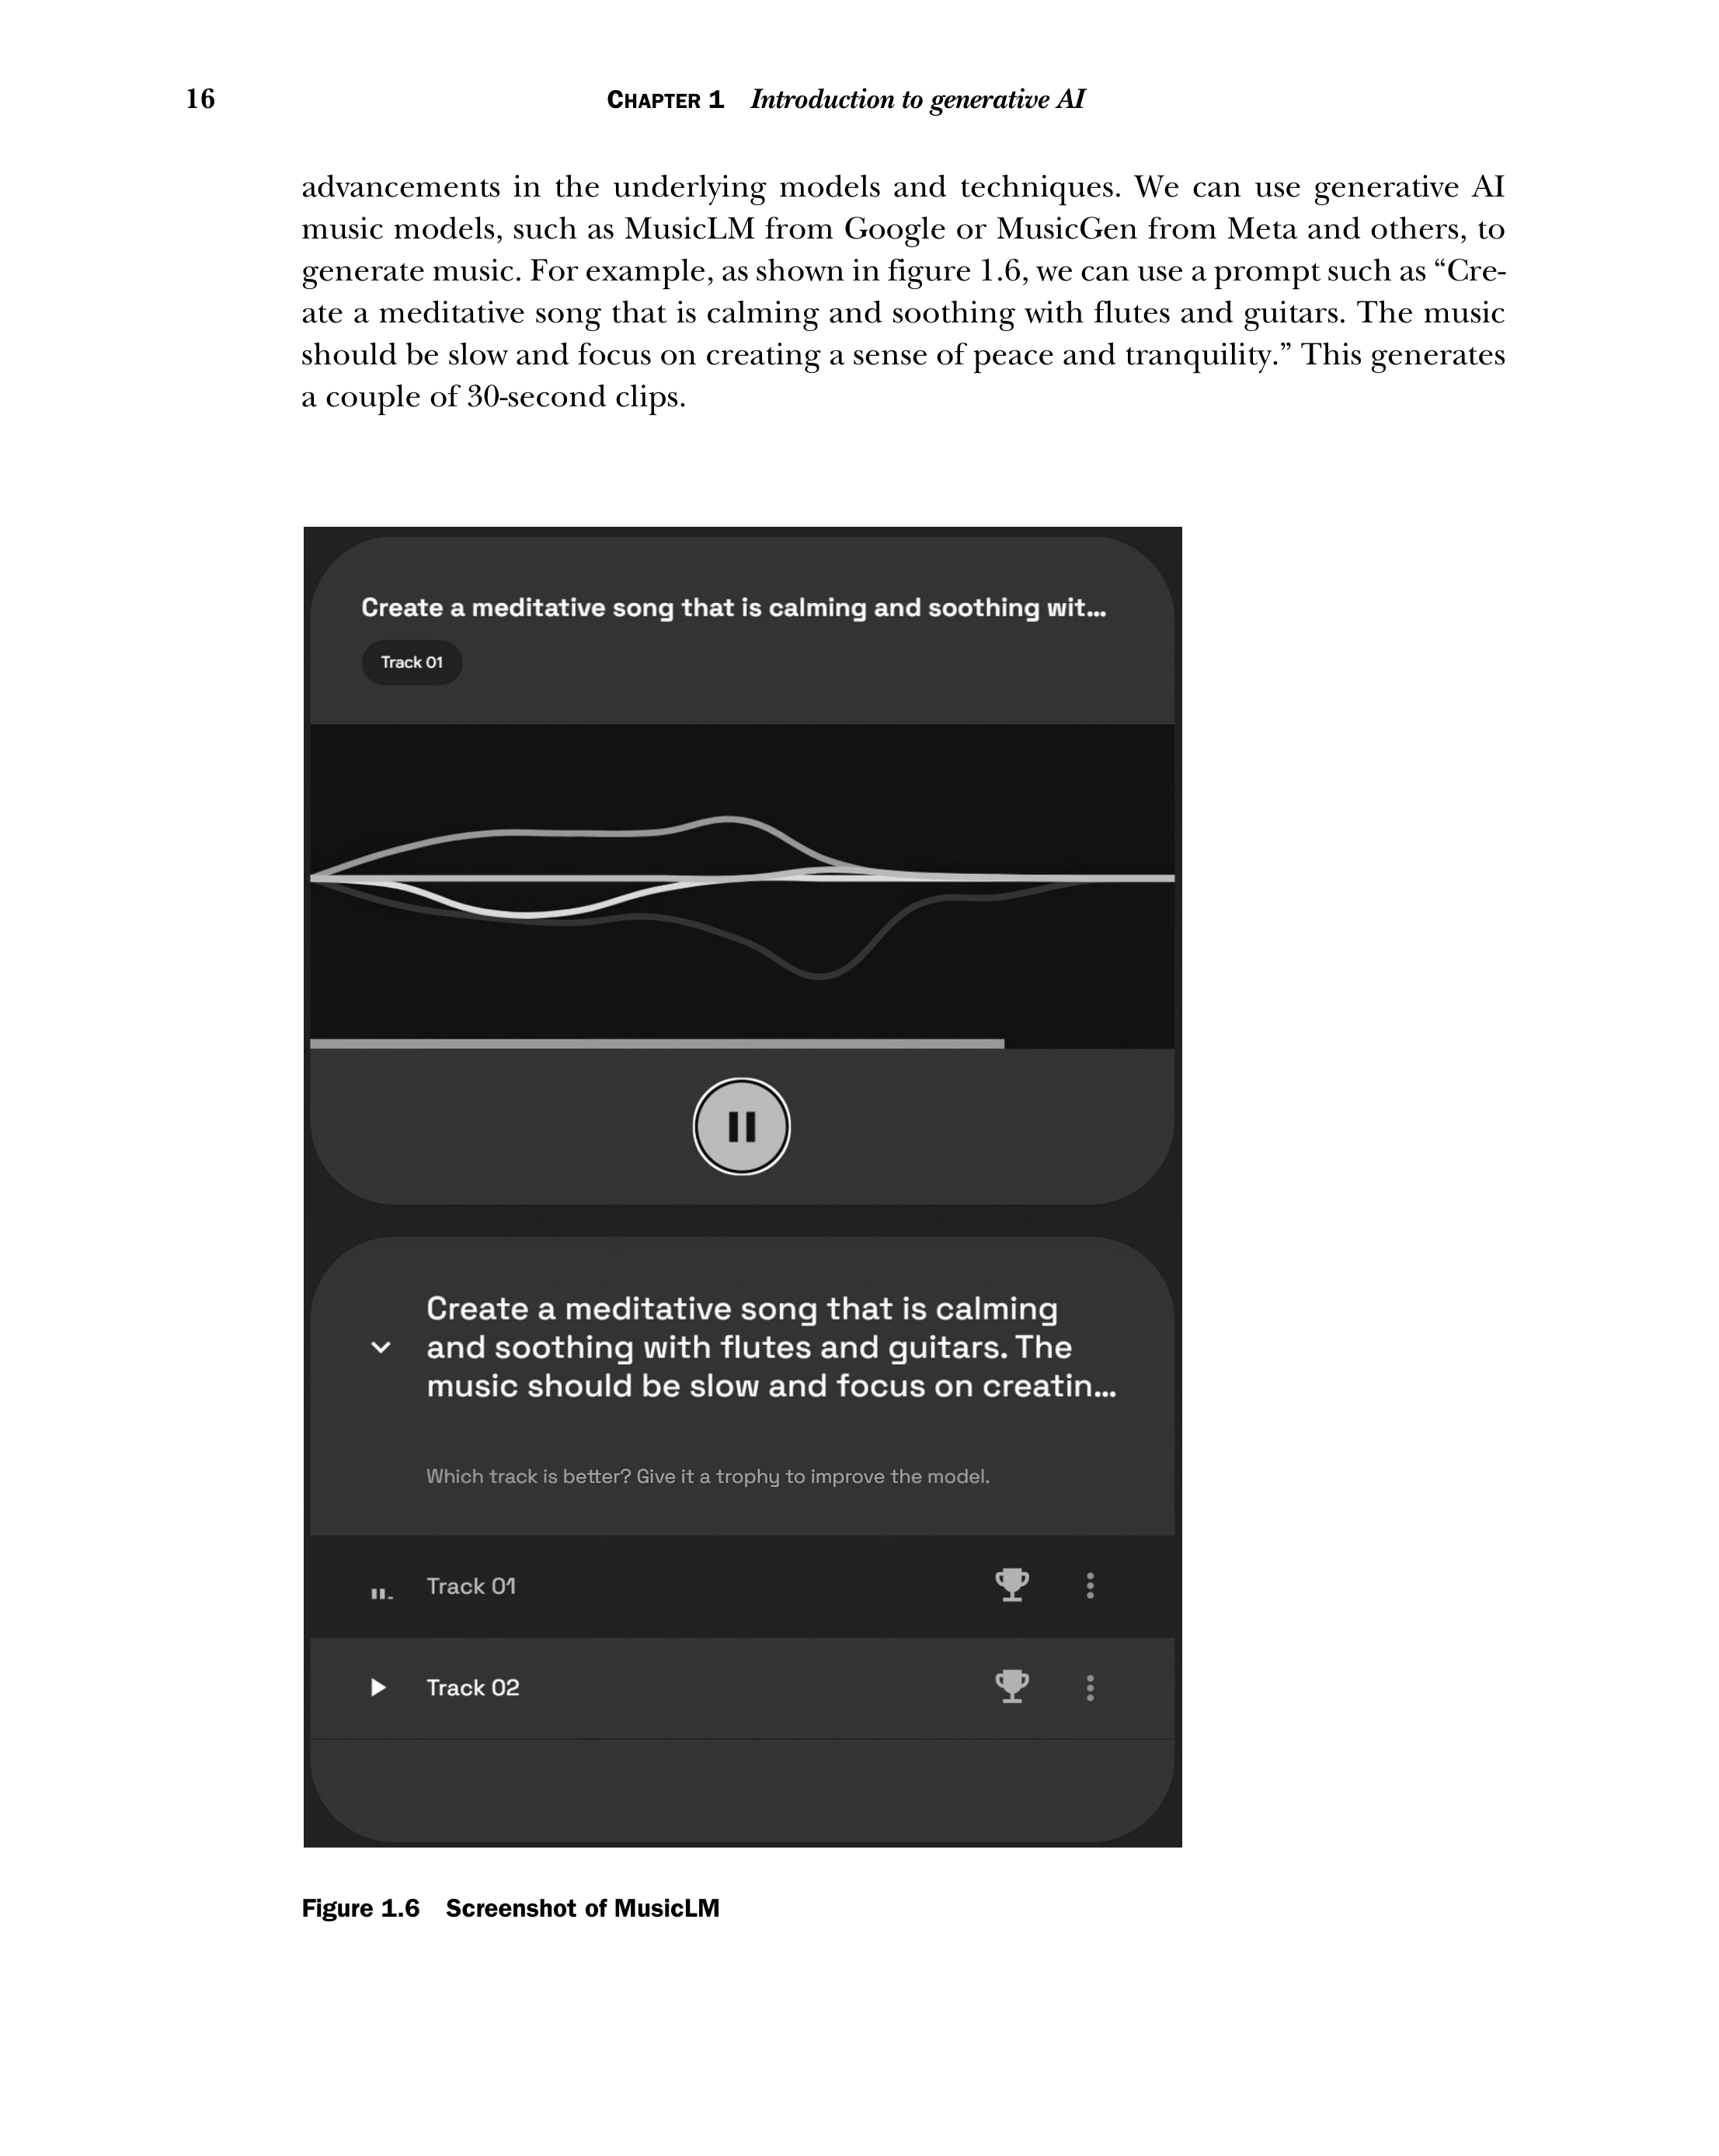 16
CHAPTER 1 Introduction to generative AI
advancements in the underlying models and techniques. We can use generative AI
music models, such as MusicLM from Google or MusicGen from Meta and others, to
generate music. For example, as shown in figure 1.6, we can use a prompt such as “Cre-
ate a meditative song that is calming and soothing with flutes and guitars. The music
should be slow and focus on creating a sense of peace and tranquility.” This generates
a couple of 30-second clips.
Create a meditative song that is calming and soothing wit...
Track 01
Create a meditative song that is calming
and soothing with flutes and guitars. The
music should be slow and focus on creatin...
Which track is better? Give it a trophy to improve the model.
Track 01
Track 02
Figure 1.6 Screenshot of MusicLM